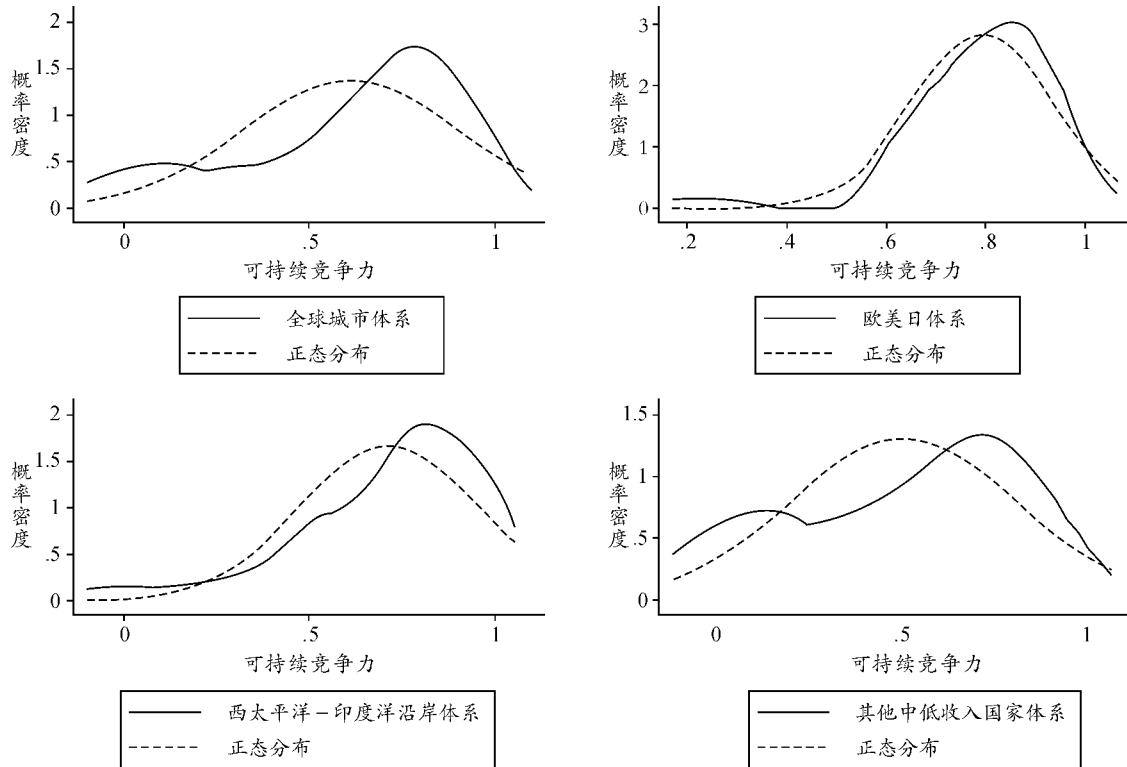 概率密度
2
1.5
1
.5
0
0
.5
1
可持续竞争力
全球城市体系
正态分布
概率密度
3
2
1
0
.2
.4
.6
.8
1
可持续竞争力
欧美日体系
正态分布
概率密度
2
1.5
1
.5
0
0
.5
1
可持续竞争力
西太平洋－印度洋沿岸体系
正态分布
概率密度
1.5
1
.5
0
0
.5
1
可持续竞争力
其他中低收入国家体系
正态分布